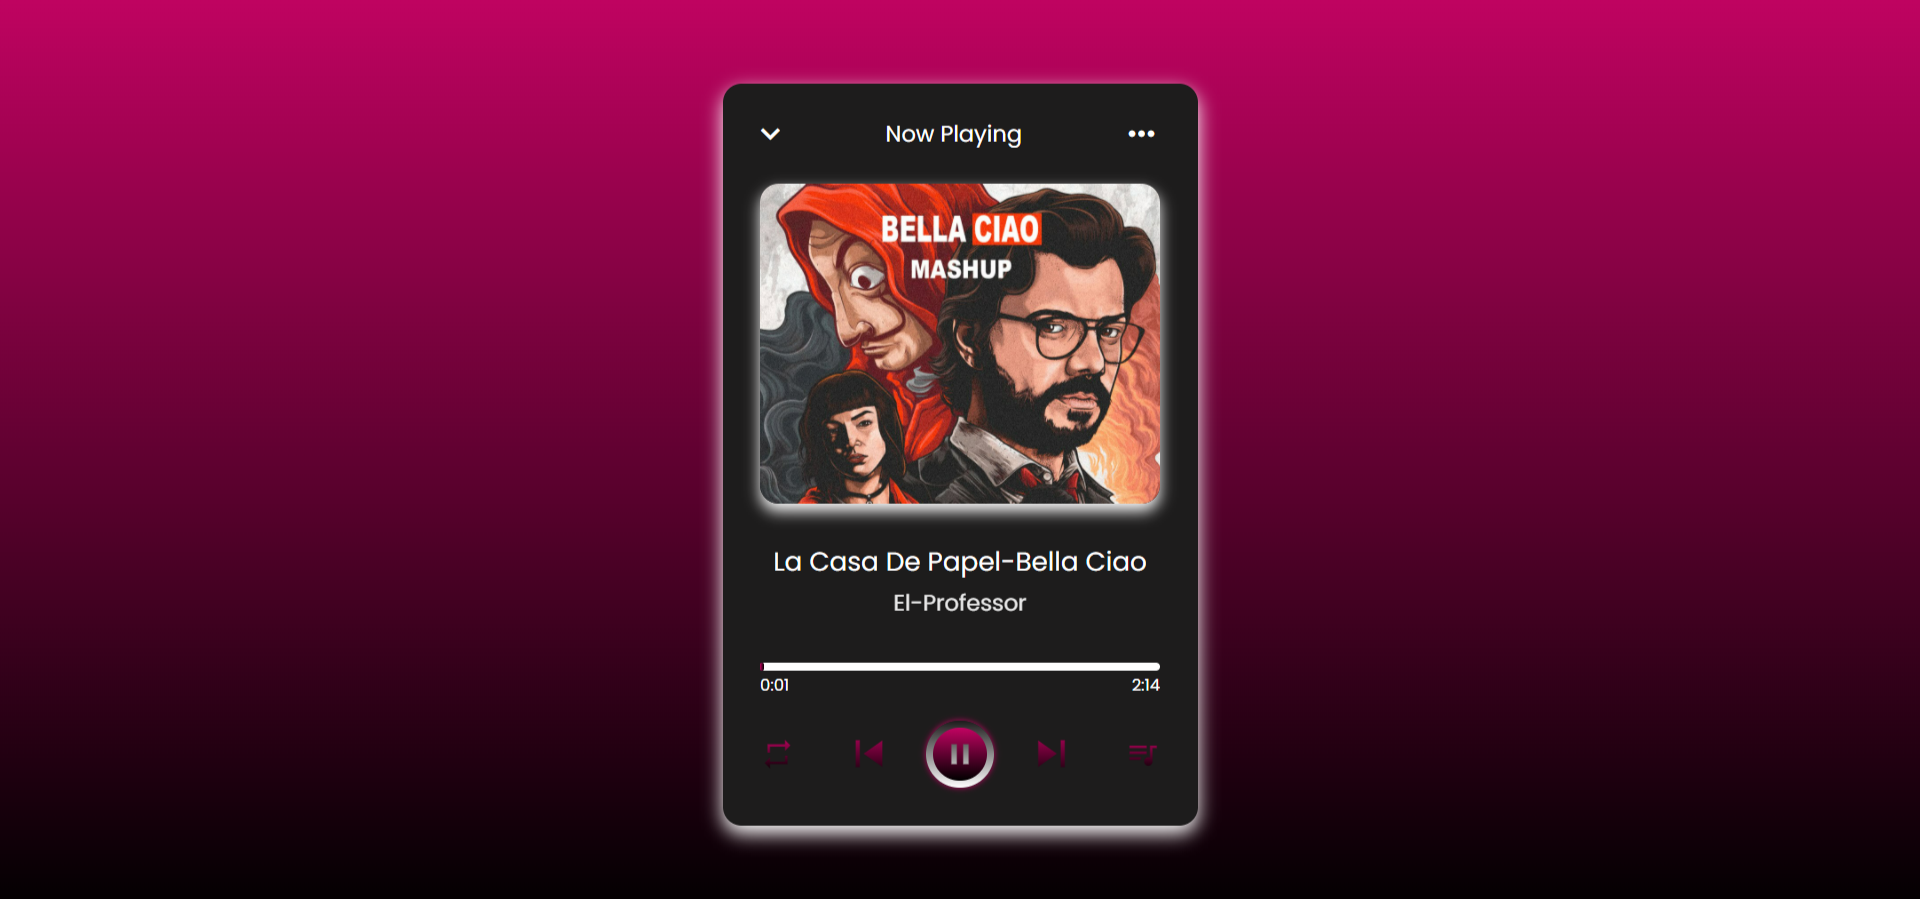 Now Playing
BELLA CIAO
MASHUP
La Casa De Papel-Bella Ciao
El-Professor
0:01 2:14